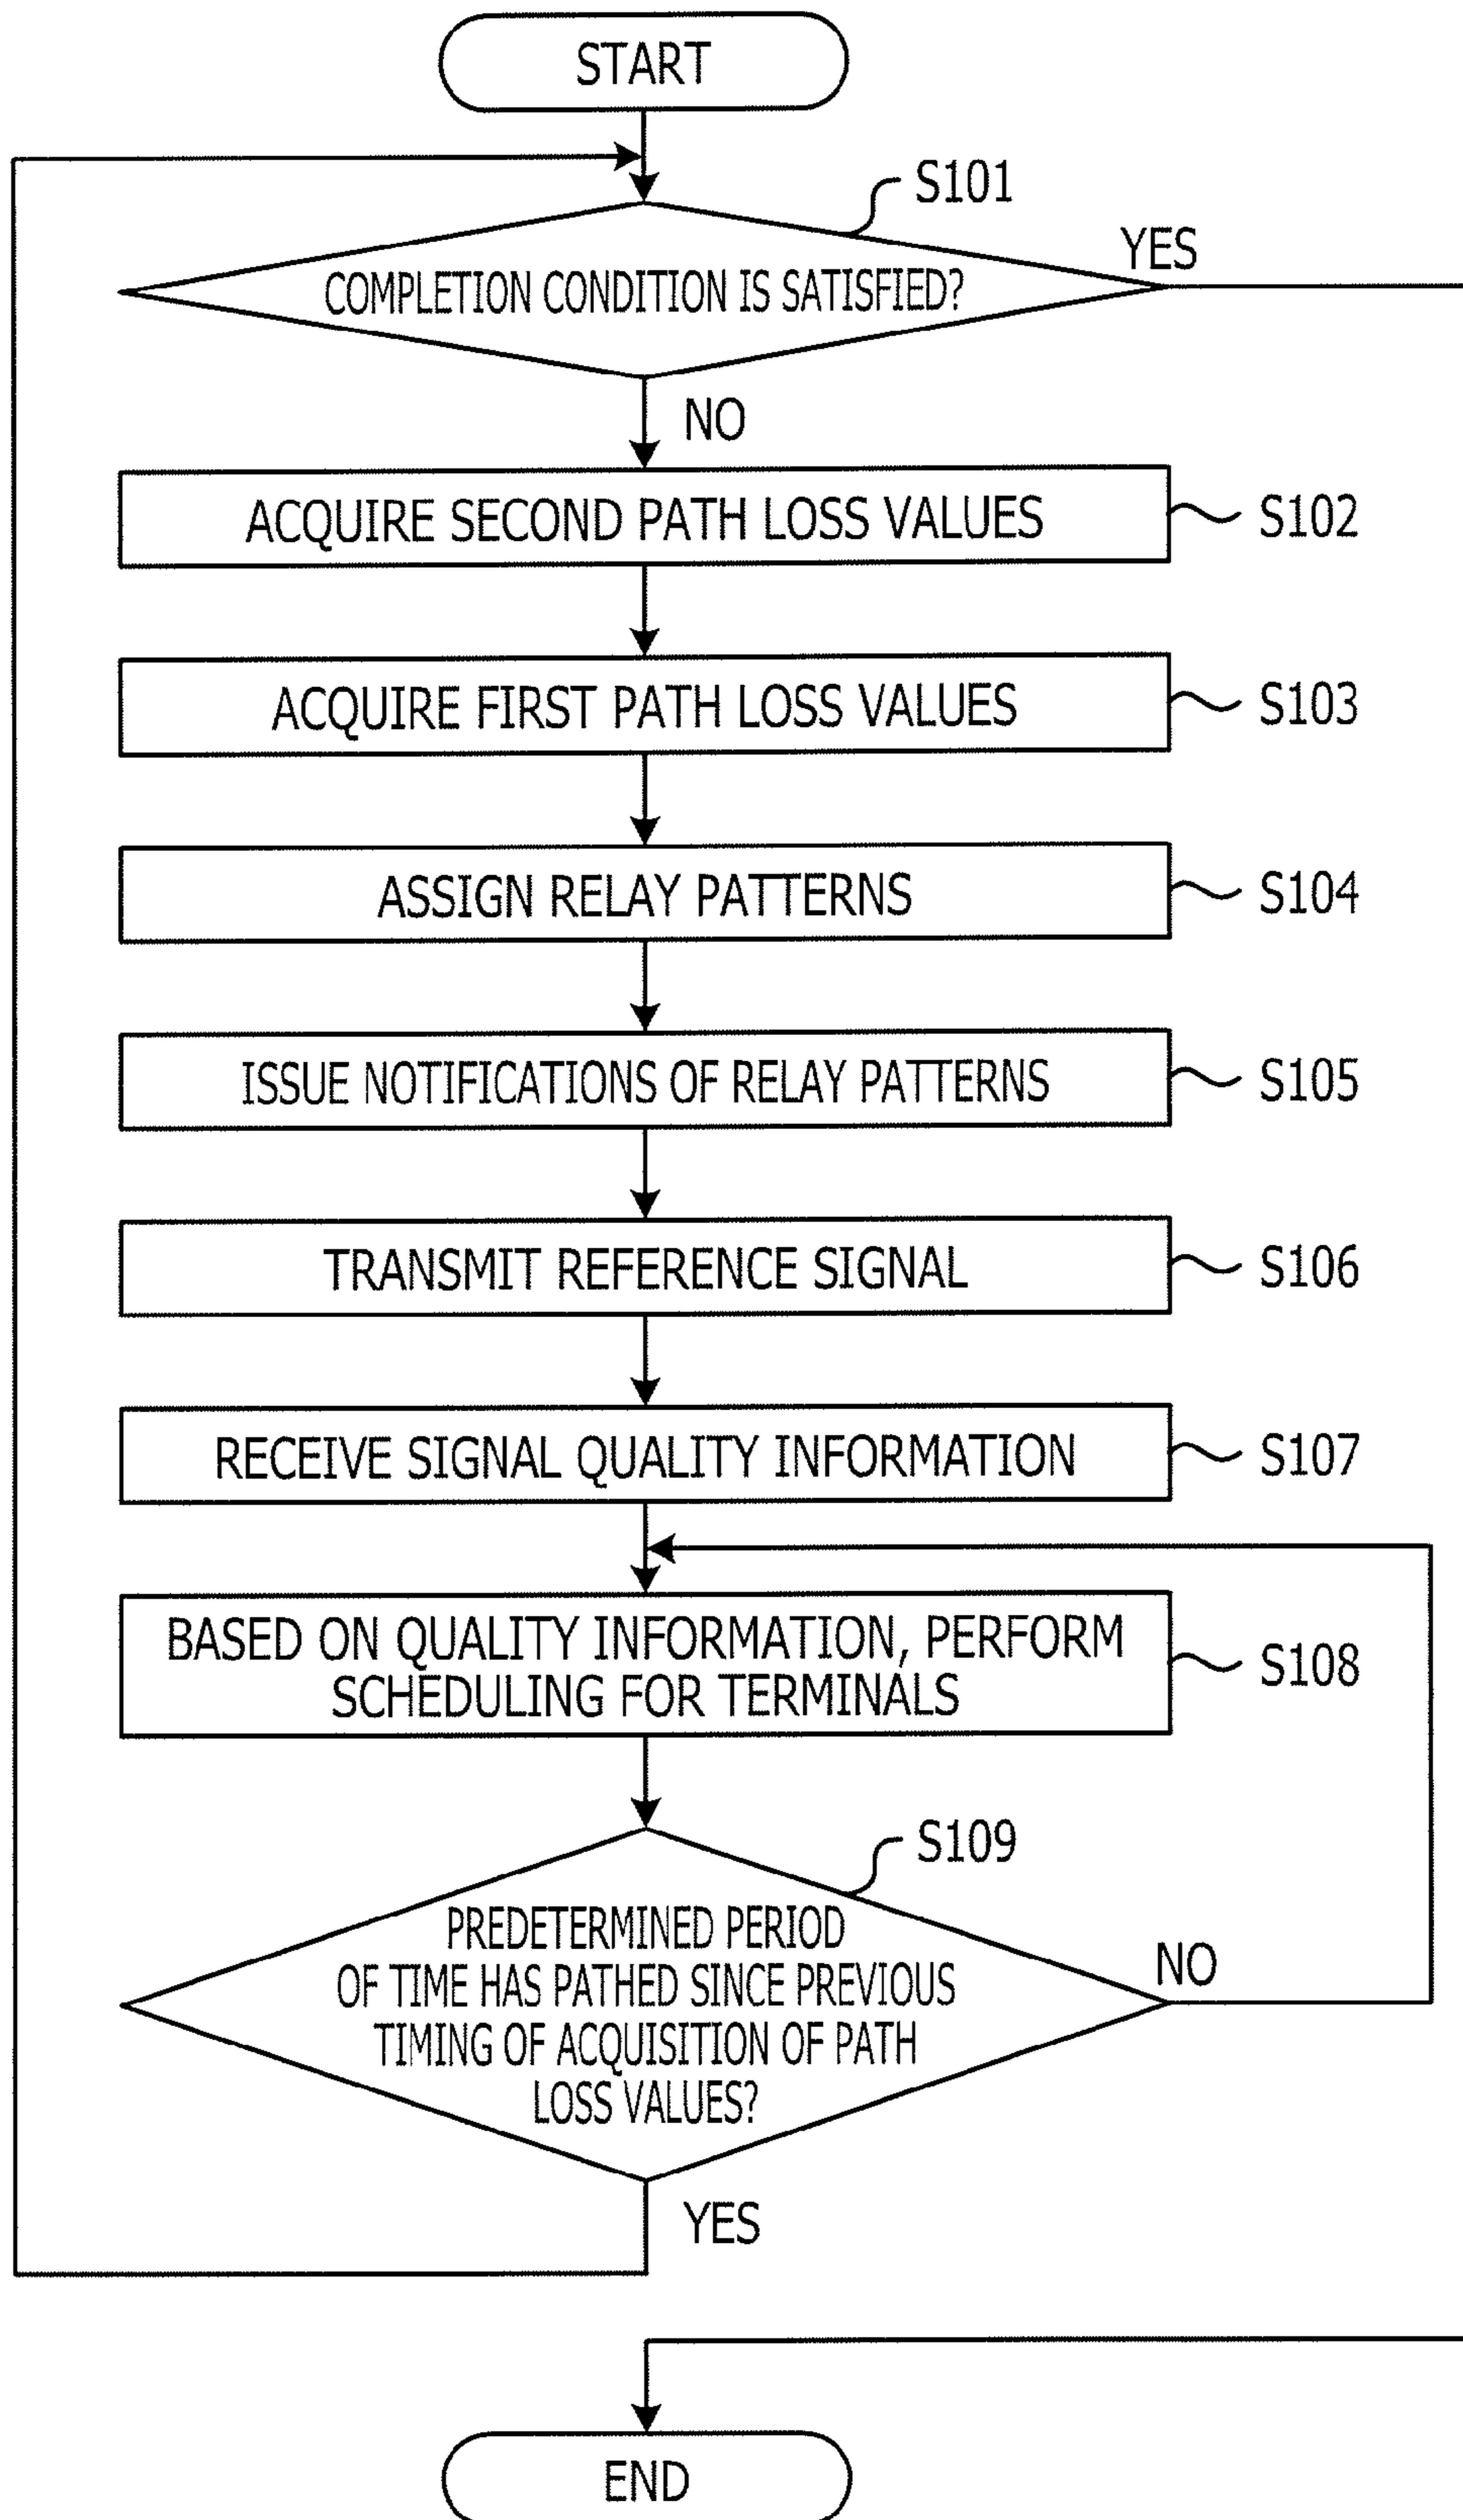 START
S101
YES
COMPLETION CONDITION IS SATISFIED?
NO
ACQUIRE SECOND PATH LOSS VALUES
S102
ACQUIRE FIRST PATH LOSS VALUES
S103
ASSIGN RELAY PATTERNS
S104
ISSUE NOTIFICATIONS OF RELAY PATTERNS
S105
TRANSMIT REFERENCE SIGNAL
S106
RECEIVE SIGNAL QUALITY INFORMATION
S107
BASED ON QUALITY INFORMATION, PERFORM
SCHEDULING FOR TERMINALS
S108
S109
PREDETERMINED PERIOD
OF TIME HAS PATHED SINCE PREVIOUS
TIMING OF ACQUISITION OF PATH
LOSS VALUES?
NO
YES
END